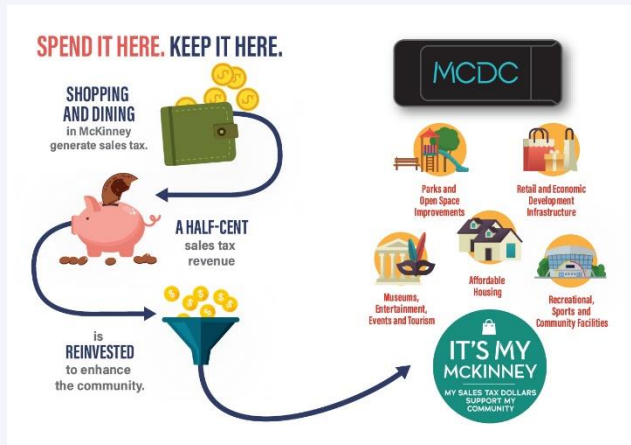 SPEND IT HERE. KEEP IT HERE.
SHOPPING
AND DINING
in McKinney
generate sales tax.
A HALF-CENT
sales tax
revenue
is
REINVESTED
to enhance
the community.
MCDC
Parks and
Open Space
Improvements
Retail and Economic
Development
Infrastructure
Museums,
Entertainment,
Events and Tourism
Affordable
Housing
Recreational,
Sports and
Community Facilities
IT'S MY
MCKINNEY
MY SALES TAX DOLLARS
SUPPORT MY
COMMUNITY